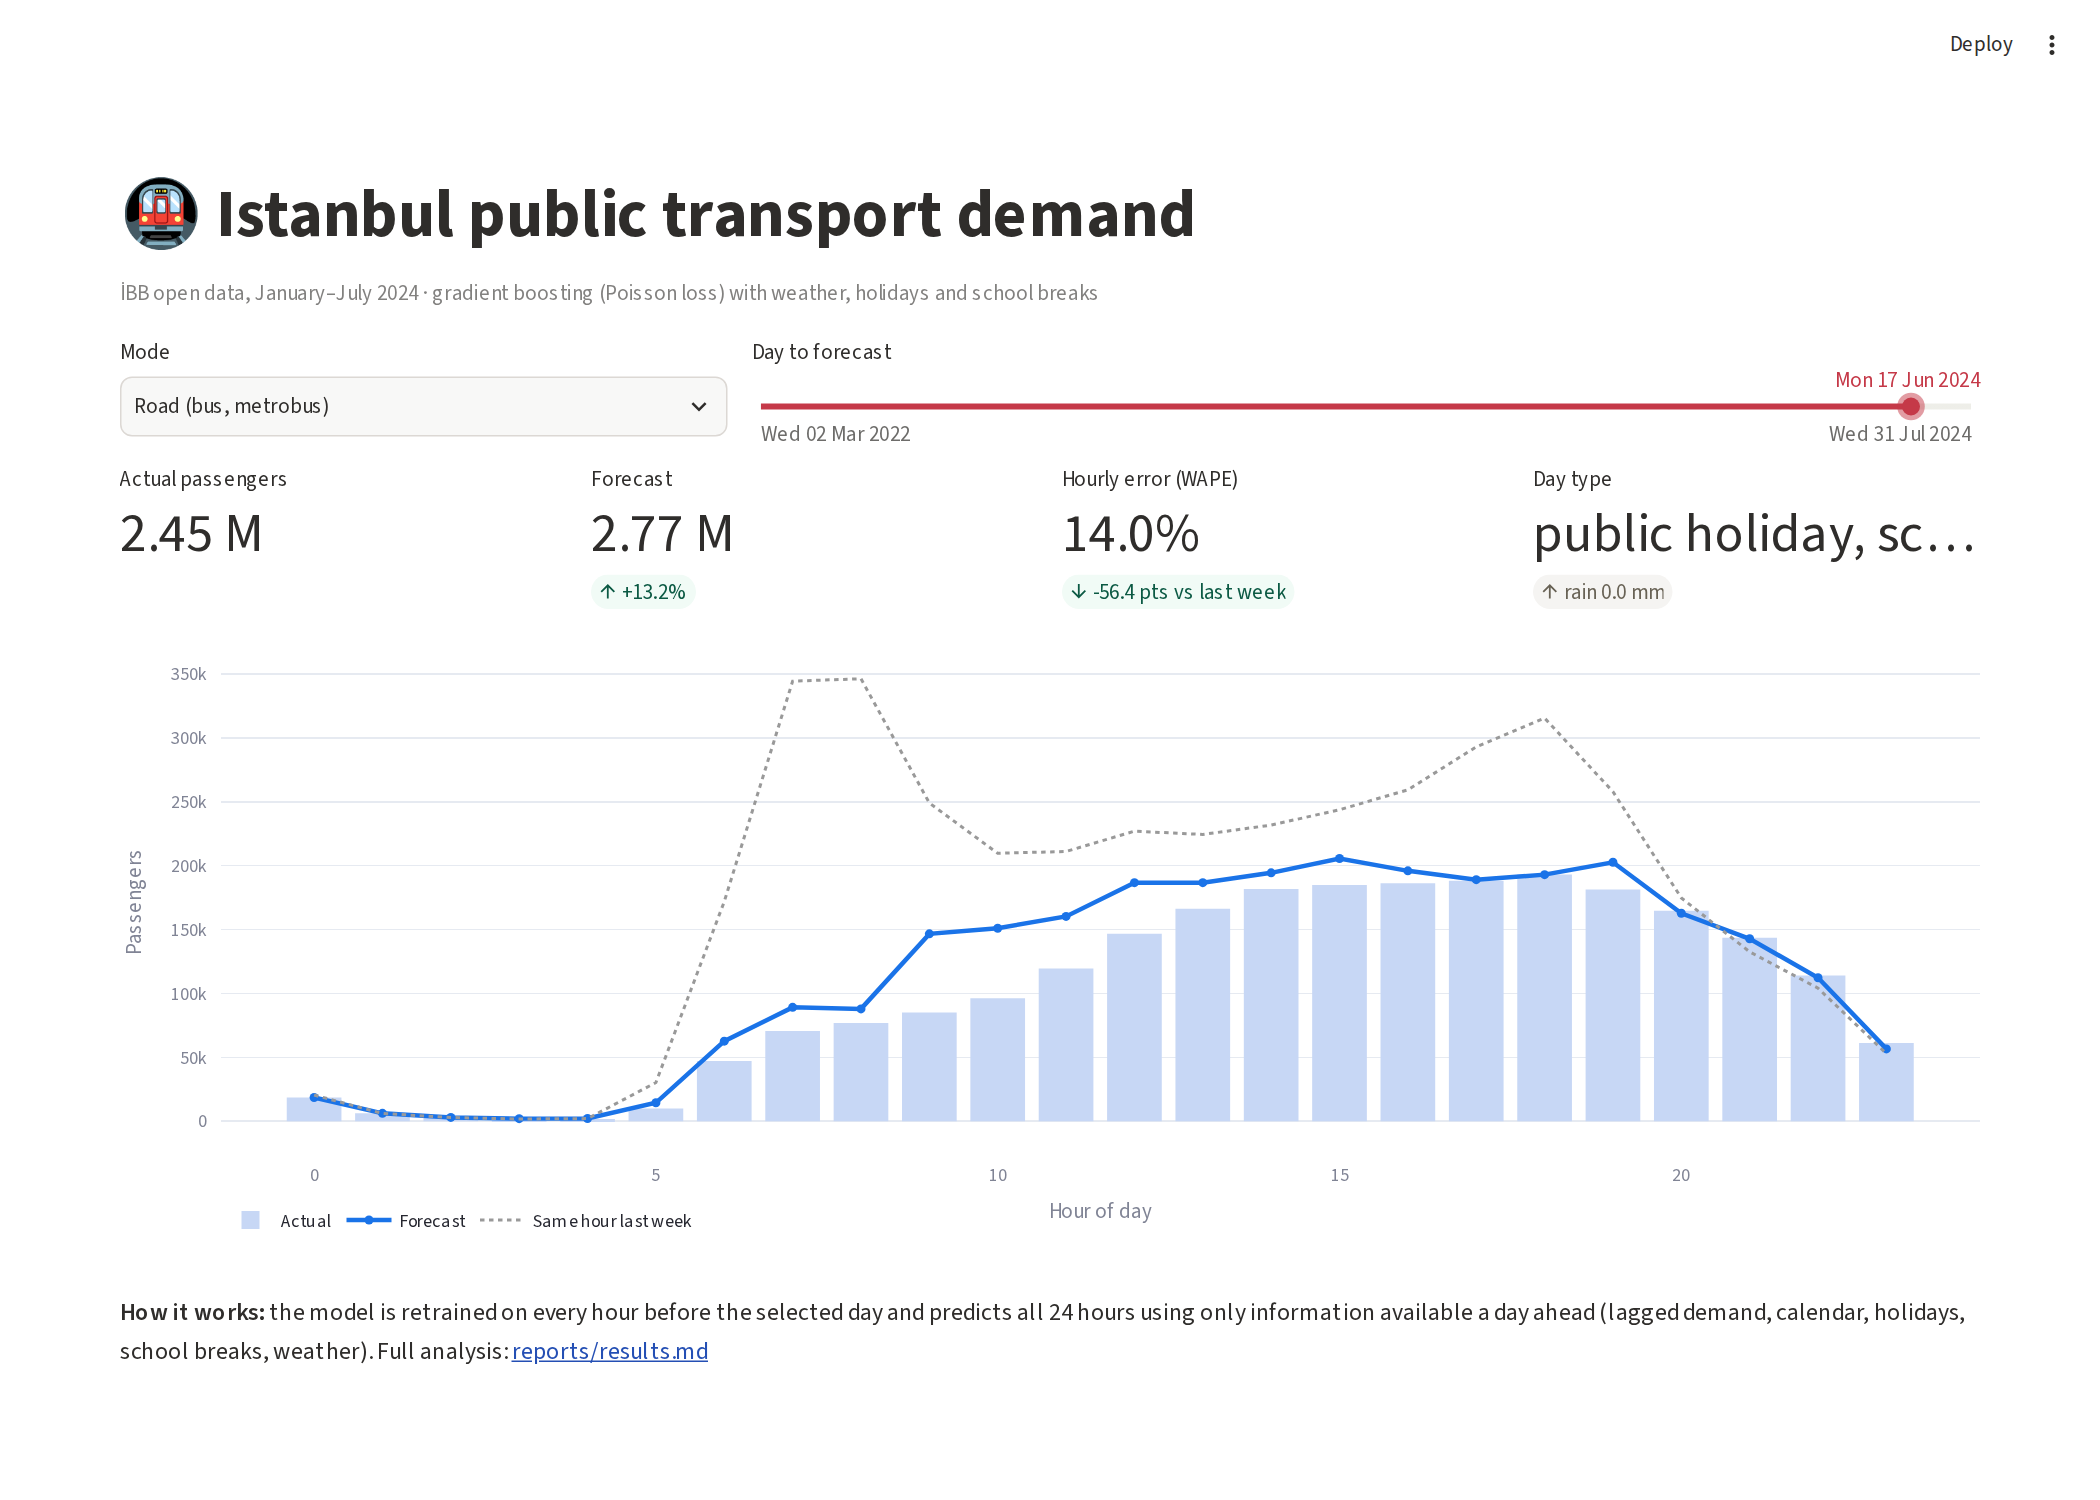 Deploy
Istanbul public transport demand
İBB open data, January–July 2024 · gradient boosting (Poisson loss) with weather, holidays and school breaks
Mode
Day to forecast
Road (bus, metrobus)
Mon 17 Jun 2024
Wed 02 Mar 2022
Wed 31 Jul 2024
Actual passengers
Forecast
Hourly error (WAPE)
Day type
2.45 M
2.77 M
14.0%
public holiday, sc…
↑ +13.2%
↓ -56.4 pts vs last week
↑ rain 0.0 mm
350k
300k
250k
200k
150k
100k
50k
0
Passengers
0 5 10 15 20
Hour of day
Actual Forecast Same hour last week
How it works: the model is retrained on every hour before the selected day and predicts all 24 hours using only information available a day ahead (lagged demand, calendar, holidays,
school breaks, weather). Full analysis: reports/results.md